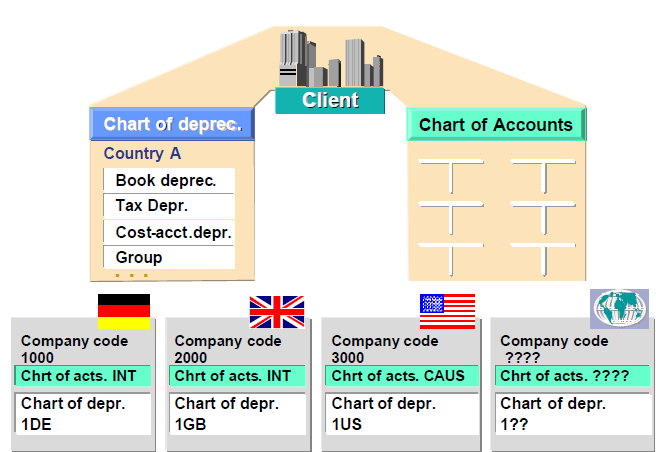 Client
Chart of deprec.
Chart of Accounts
Country A
Book deprec.
Tax Depr.
Cost-acct.depr.
Group
. . .
Company code
1000
Chrt of acts. INT
Chart of depr.
1DE
Company code
2000
Chrt of acts. INT
Chart of depr.
1GB
Company code
3000
Chrt of acts. CAUS
Chart of depr.
1US
Company code
????
Chrt of acts. ????
Chart of depr.
1??